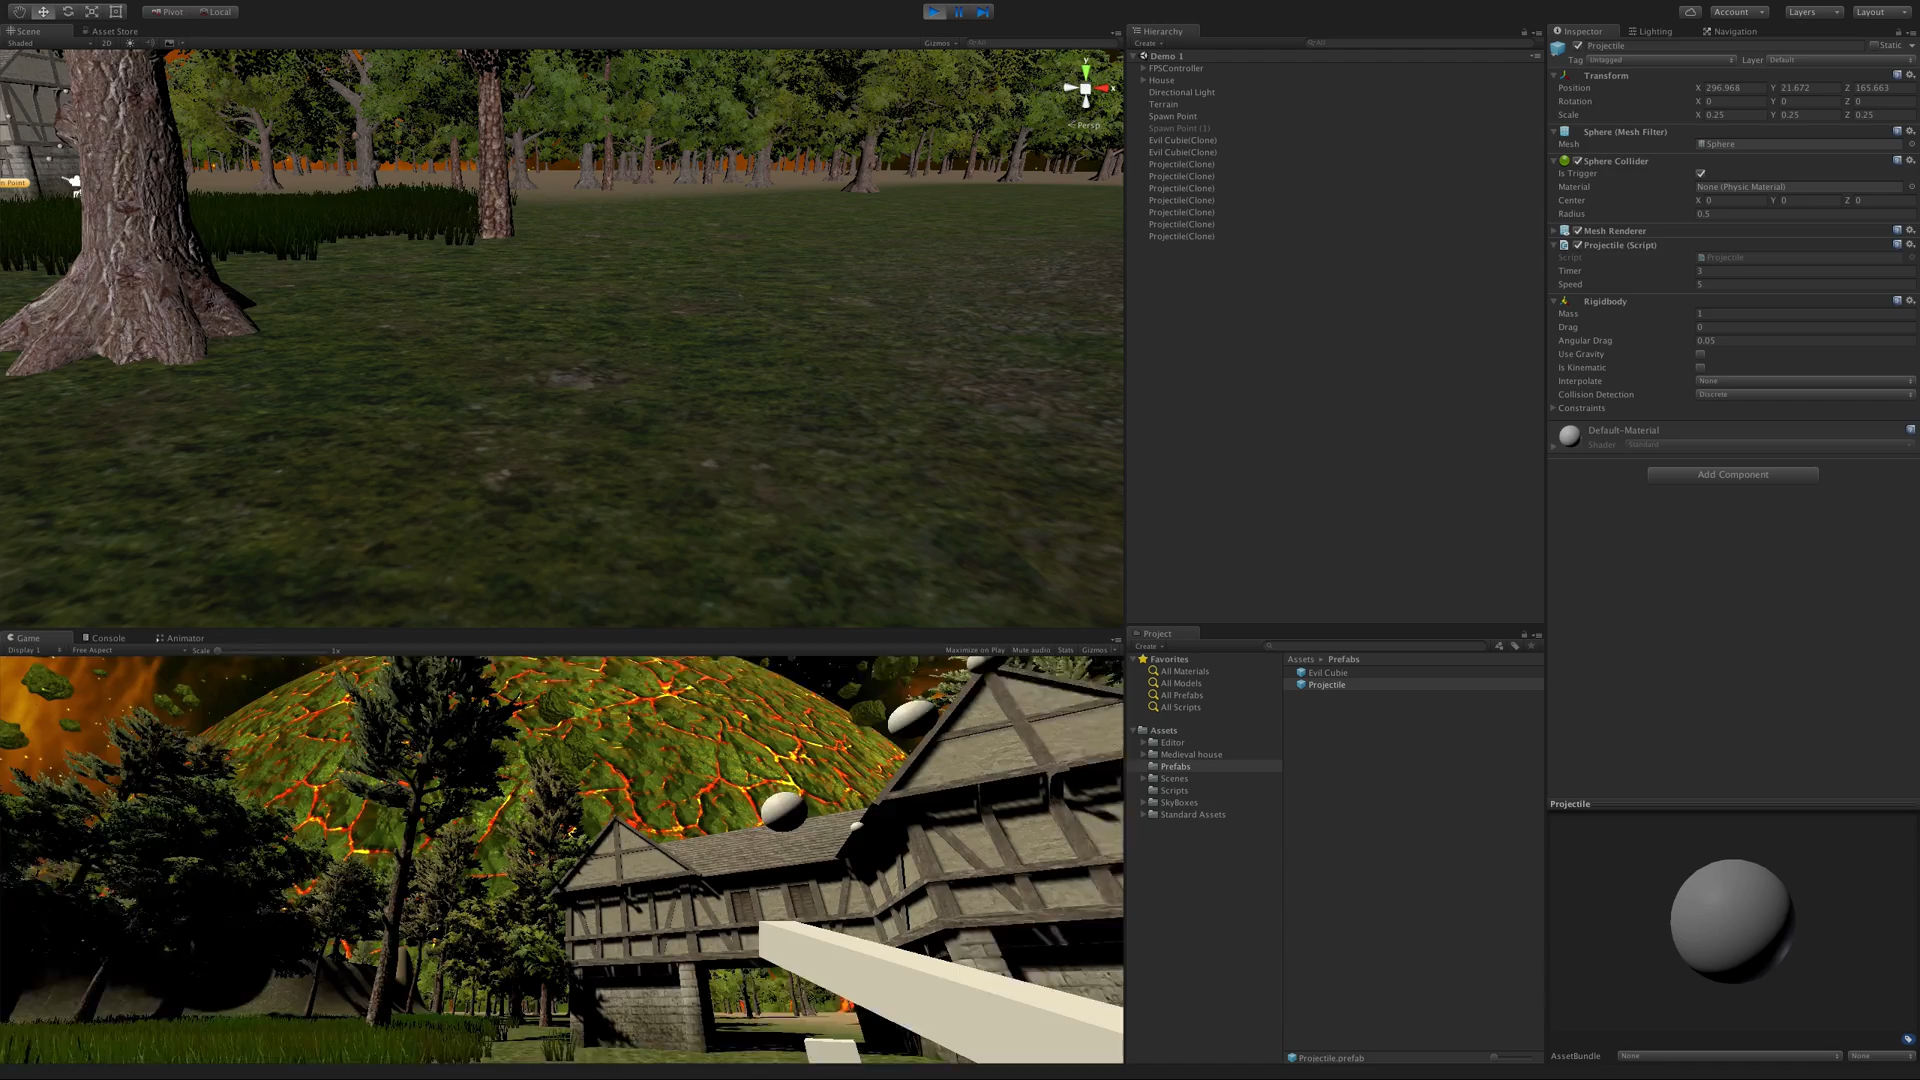 Pivot Local
Account Layers Layout
Scene Asset Store
Shaded 2D Gizmos All
Persp
y
x
n Point
Hierarchy
Create All
Demo 1
FPSController
House
Directional Light
Terrain
Spawn Point
Spawn Point (1)
Evil Cubie(Clone)
Evil Cubie(Clone)
Projectile(Clone)
Projectile(Clone)
Projectile(Clone)
Projectile(Clone)
Projectile(Clone)
Projectile(Clone)
Projectile(Clone)
Inspector Lighting Navigation
Projectile Static
Tag Untagged Layer Default
Transform
Position X 296.968 Y 21.672 Z 165.663
Rotation X 0 Y 0 Z 0
Scale X 0.25 Y 0.25 Z 0.25
Sphere (Mesh Filter)
Mesh Sphere
Sphere Collider
Is Trigger
Material None (Physic Material)
Center X 0 Y 0 Z 0
Radius 0.5
Mesh Renderer
Projectile (Script)
Script Projectile
Timer 3
Speed 5
Rigidbody
Mass 1
Drag 0
Angular Drag 0.05
Use Gravity
Is Kinematic
Interpolate None
Collision Detection Discrete
Constraints
Default-Material
Shader Standard
Add Component
Game Console Animator
Display 1 Free Aspect Scale 1x Maximize on Play Mute audio Stats Gizmos
Project
Create
Favorites
All Materials
All Models
All Prefabs
All Scripts
Assets
Editor
Medieval house
Prefabs
Scenes
Scripts
SkyBoxes
Standard Assets
Assets Prefabs
Evil Cubie
Projectile
Projectile.prefab
Projectile
AssetBundle None None